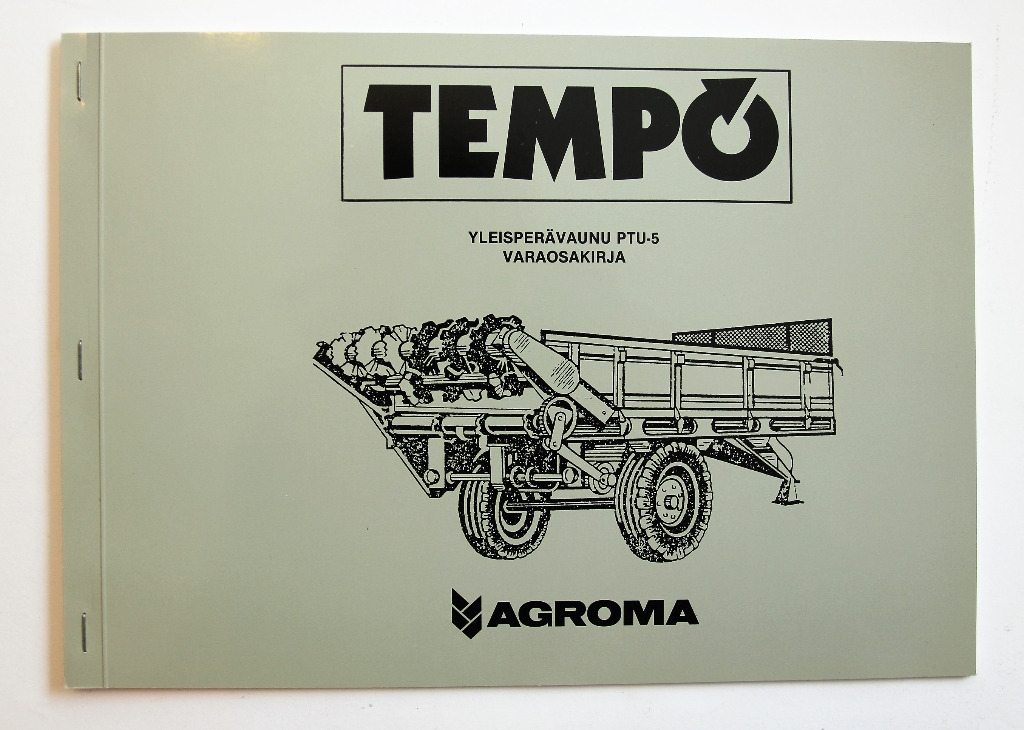 TEMPO
YLEISPERÄVAUNU PTU-5
VARAOSAKIRJA
AGROMA